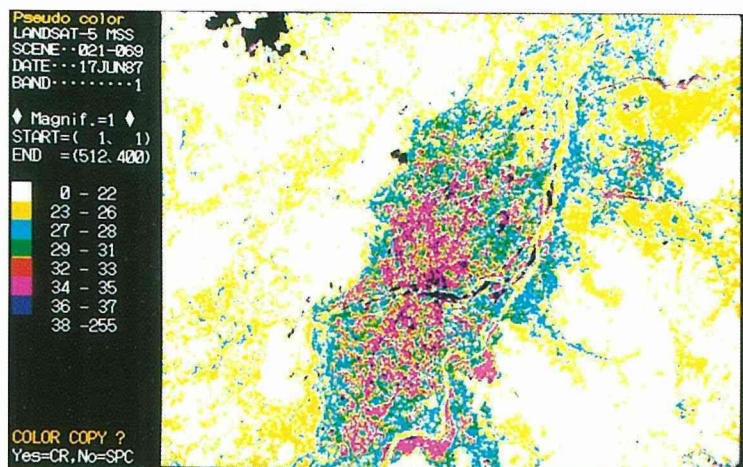 Pseudo color
LANDSAT-5 MSS
SCENE··021-069
DATE···17JUN87
BAND·········1
♦ Magnif.=1 ♦
START=( 1、 1)
END =(512、400)
0 - 22
23 - 26
27 - 28
29 - 31
32 - 33
34 - 35
36 - 37
38 -255
COLOR COPY ?
Yes=CR,No=SPC